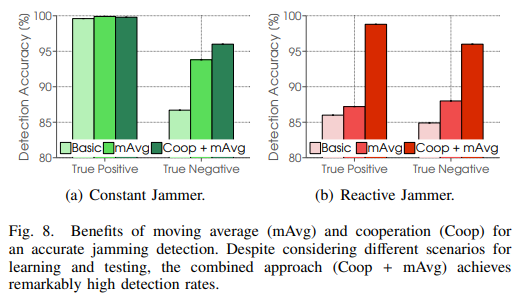 Detection Accuracy (%)
100
95
90
85
80
Basic mAvg Coop + mAvg
True Positive True Negative
(a) Constant Jammer.
Detection Accuracy (%)
100
95
90
85
80
Basic mAvg Coop + mAvg
True Positive True Negative
(b) Reactive Jammer.
Fig. 8. Benefits of moving average (mAvg) and cooperation (Coop) for
an accurate jamming detection. Despite considering different scenarios for
learning and testing, the combined approach (Coop + mAvg) achieves
remarkably high detection rates.